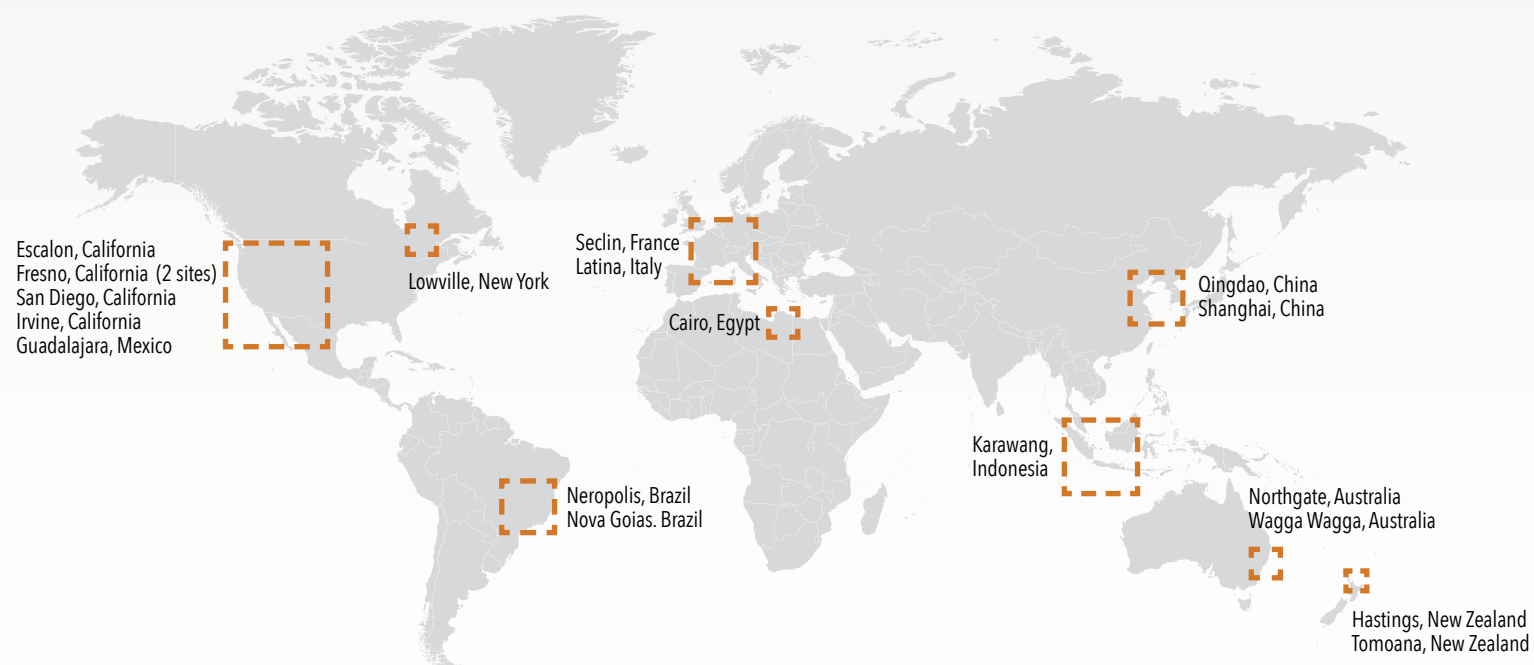 Escalon, California
Fresno, California (2 sites)
San Diego, California
Irvine, California
Guadalajara, Mexico
Lowville, New York
Seclin, France
Latina, Italy
Cairo, Egypt
Qingdao, China
Shanghai, China
Neropolis, Brazil
Nova Goias. Brazil
Karawang,
Indonesia
Northgate, Australia
Wagga Wagga, Australia
Hastings, New Zealand
Tomoana, New Zealand